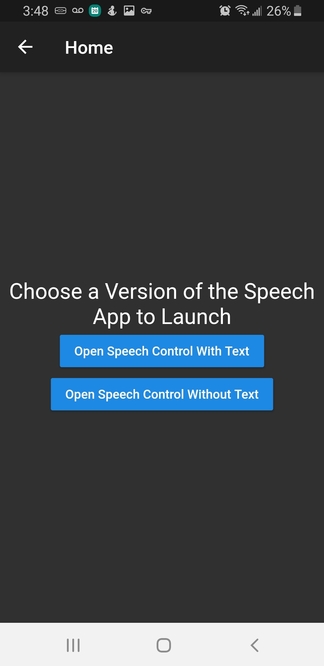 3:48
26%
Home
Choose a Version of the Speech
App to Launch
Open Speech Control With Text
Open Speech Control Without Text